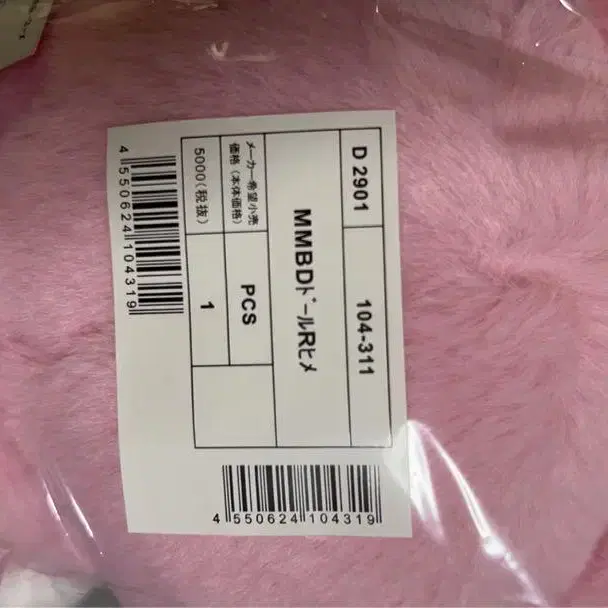 D 2901
104-311
MMBDドールRヒメ
メーカー希望小売
価格(本体価格)
PCS
5000(税抜)
1
4 550624 104319
4 550624 104319